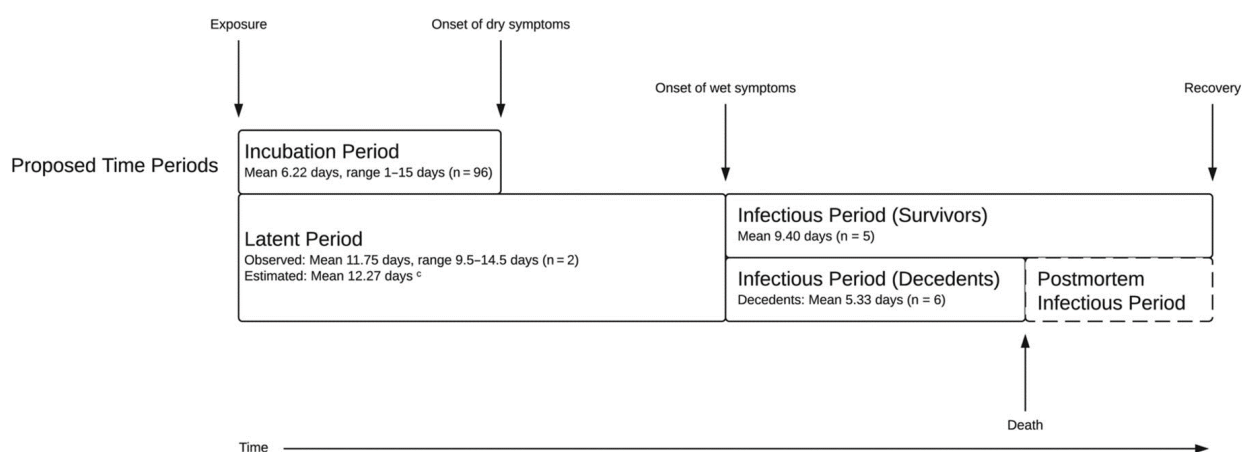 Exposure
Onset of dry symptoms
Onset of wet symptoms
Recovery
Proposed Time Periods
Incubation Period
Mean 6.22 days, range 1–15 days (n = 96)
Latent Period
Observed: Mean 11.75 days, range 9.5–14.5 days (n = 2)
Estimated: Mean 12.27 days ᶜ
Infectious Period (Survivors)
Mean 9.40 days (n = 5)
Infectious Period (Decedents)
Decedents: Mean 5.33 days (n = 6)
Postmortem
Infectious Period
Death
Time